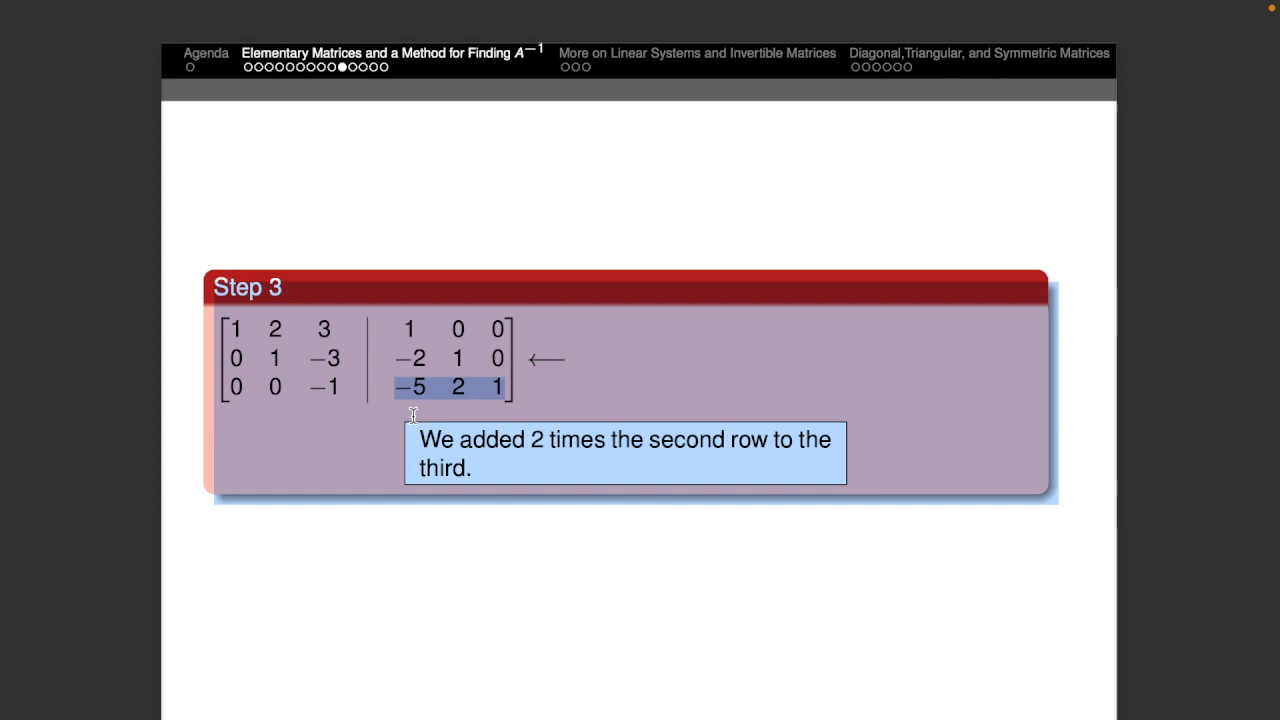 Agenda Elementary Matrices and a Method for Finding A−1 More on Linear Systems and Invertible Matrices Diagonal,Triangular, and Symmetric Matrices
Step 3
1 2 3 | 1 0 0
0 1 −3 | −2 1 0 ←
0 0 −1 | −5 2 1
We added 2 times the second row to the
third.